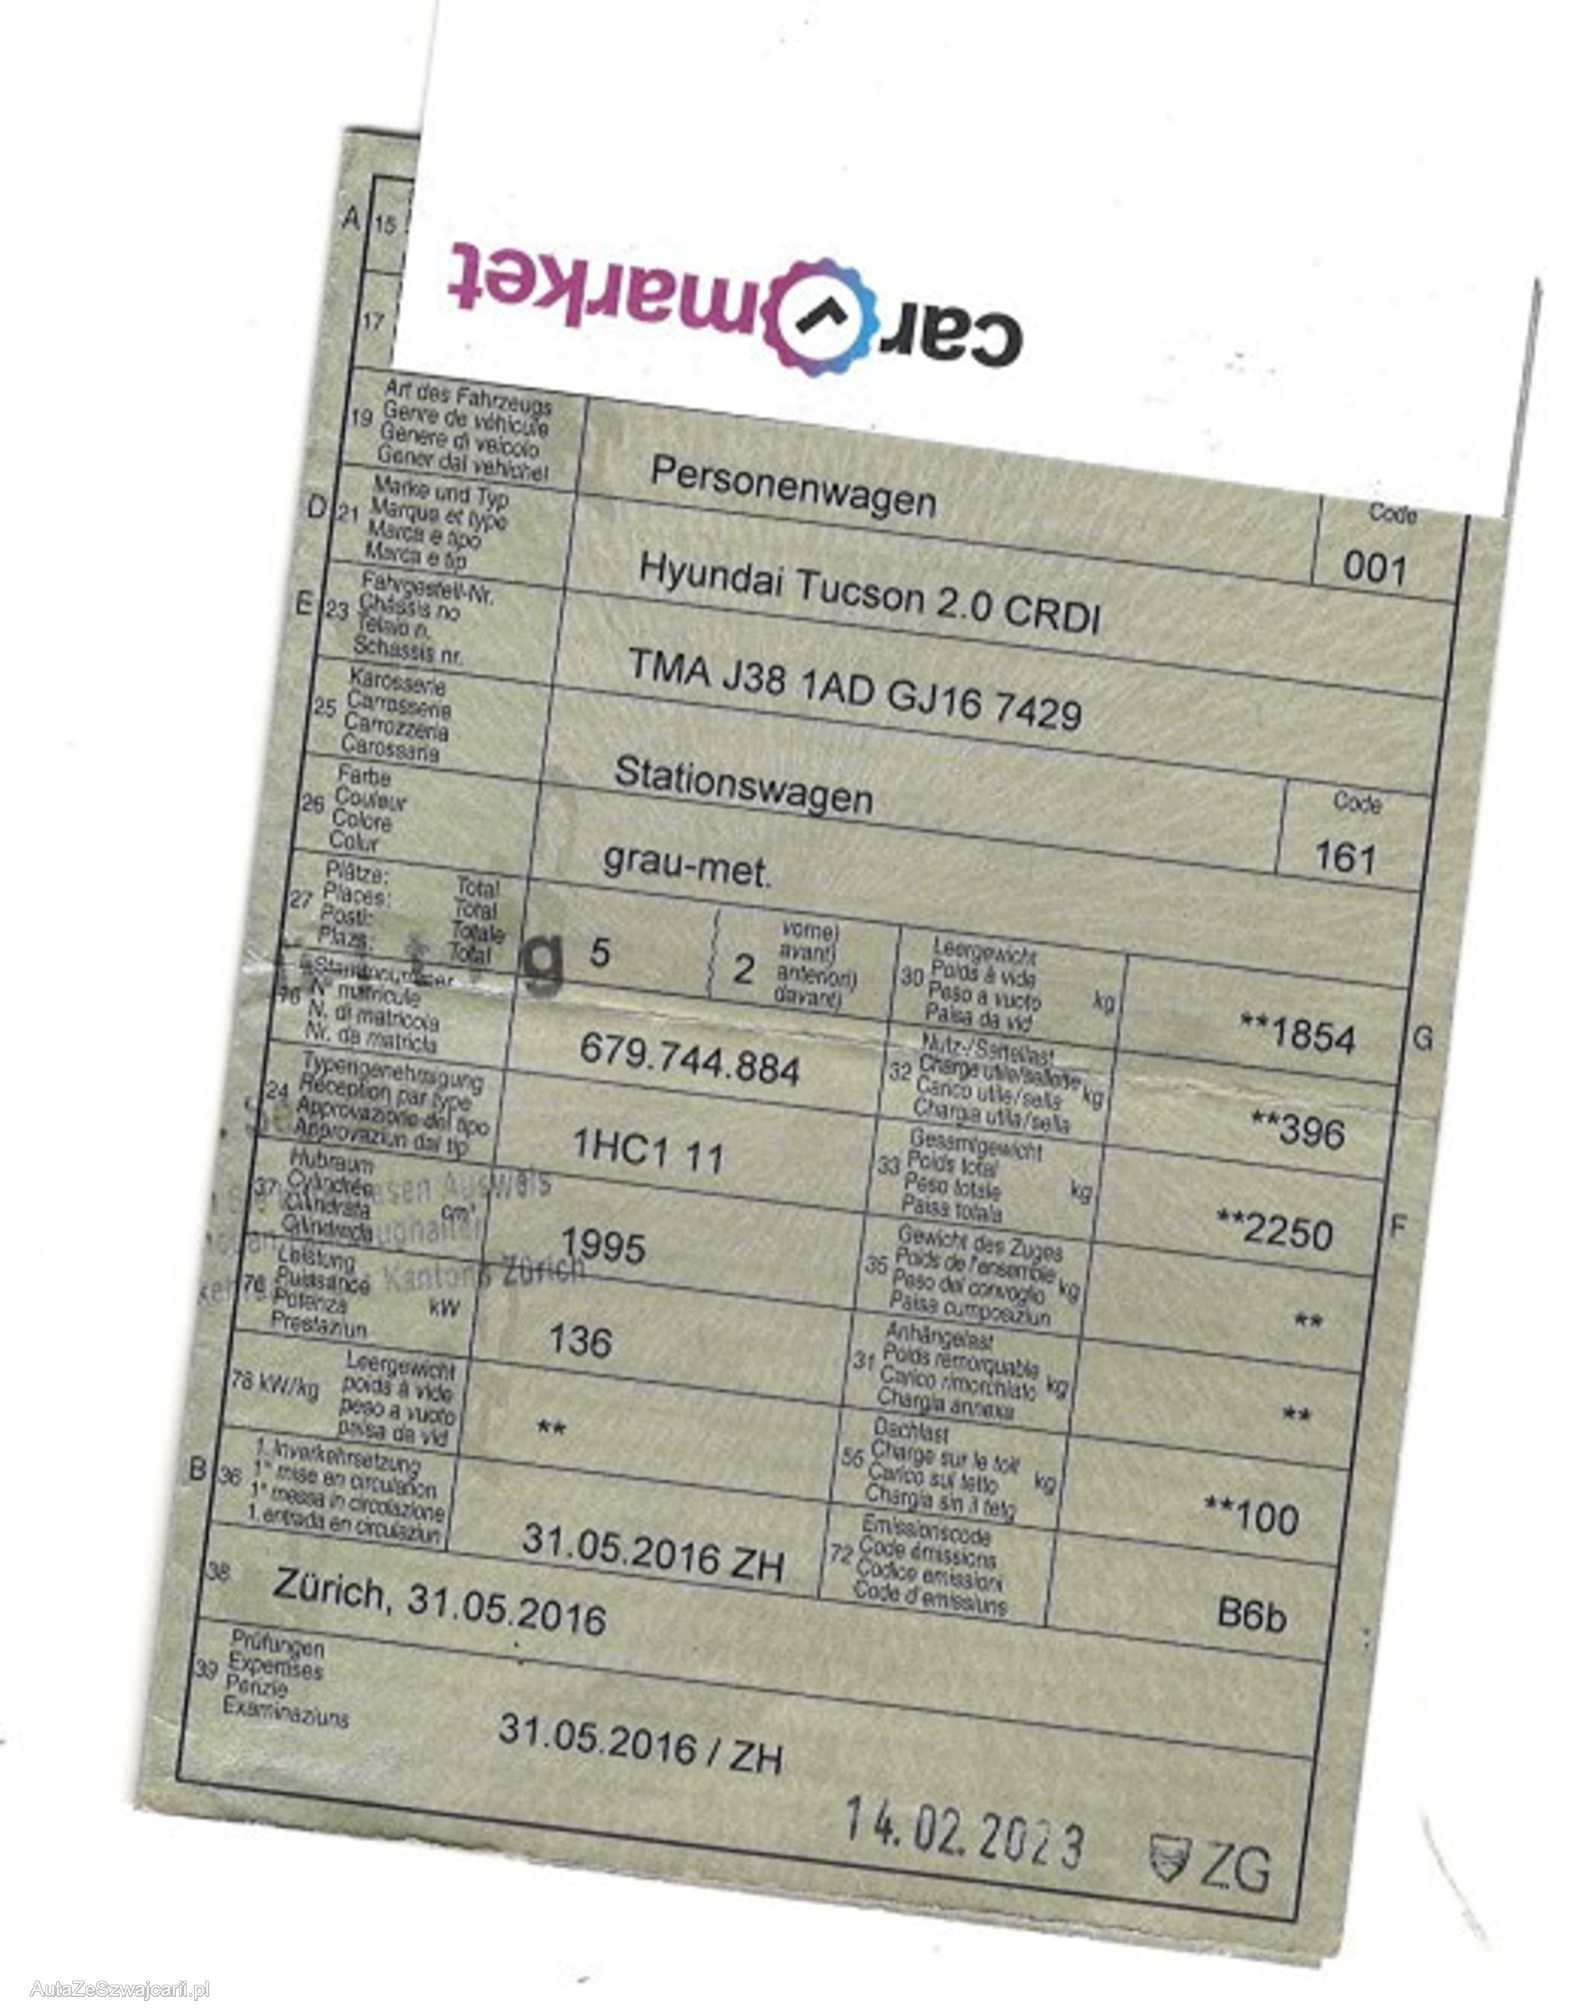 car market
A 15
17
19 Art des Fahrzeugs
Genre de véhicule
Genere di veicolo
Gener dal vehichel
Personenwagen
Code
001
D 21 Marke und Typ
Marque et type
Marca e tipo
Marca e tip
Hyundai Tucson 2.0 CRDI
E 23 Fahrgestell-Nr.
Châssis no
Telaio n.
Schassis nr.
TMA J38 1AD GJ16 7429
25 Karosserie
Carrosserie
Carrozzeria
Carossaria
Stationswagen
Code
161
26 Farbe
Couleur
Colore
Colur
grau-met.
27 Plätze: Total
Places: Total
Posti: Totale
Plazs: Total
5
2
vorne)
avant)
anteriori)
davant)
30 Leergewicht
Poids à vide
Peso a vuoto kg
Paisa da vid
**1854
G
Stammnummer
N° matricule
N. di matricola
Nr. da matricla
679.744.884
32 Nutz-/Sattellast
Charge utile/sellette kg
Carico utile/sella
Chargia utila/sella
**396
24 Typengenehmigung
Réception par type
Approvazione del tipo
Approvaziun dal tip
1HC1 11
33 Gesamtgewicht
Poids total kg
Peso totale
Paisa totala
**2250
F
37 Hubraum
Cylindrée
Cilindrata cm³
Cilindrada
1995
35 Gewicht des Zuges
Poids de l'ensemble kg
Peso del convoglio
Paisa cumposiziun
**
Ausweis
Kantons Zürich
76 Leistung
Puissance
Potenza kW
Prestaziun
136
31 Anhängelast
Poids remorquable kg
Carico rimorchiato
Chargia annexa
**
78 kW/kg Leergewicht
poids à vide
peso a vuoto
paisa da vid
**
55 Dachlast
Charge sur le toit kg
Carico sul tetto
Chargia sin il tetg
**100
B 36 1. Inverkehrsetzung
1re mise en circulation
1a messa in circolazione
1. entrada en circulaziun
31.05.2016 ZH
72 Emissionscode
Code émissions
Codice emissioni
Code d'emissiuns
B6b
38 Zürich, 31.05.2016
39 Prüfungen
Expertises
Perizie
Examinaziuns
31.05.2016 / ZH
14.02.2023 ZG
AutaZeSzwajcarii.pl